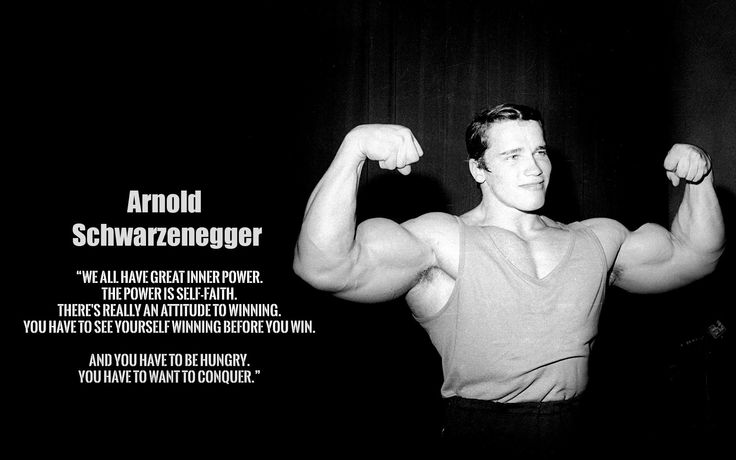 Arnold
Schwarzenegger
“WE ALL HAVE GREAT INNER POWER.
THE POWER IS SELF-FAITH.
THERE'S REALLY AN ATTITUDE TO WINNING.
YOU HAVE TO SEE YOURSELF WINNING BEFORE YOU WIN.
AND YOU HAVE TO BE HUNGRY.
YOU HAVE TO WANT TO CONQUER.”